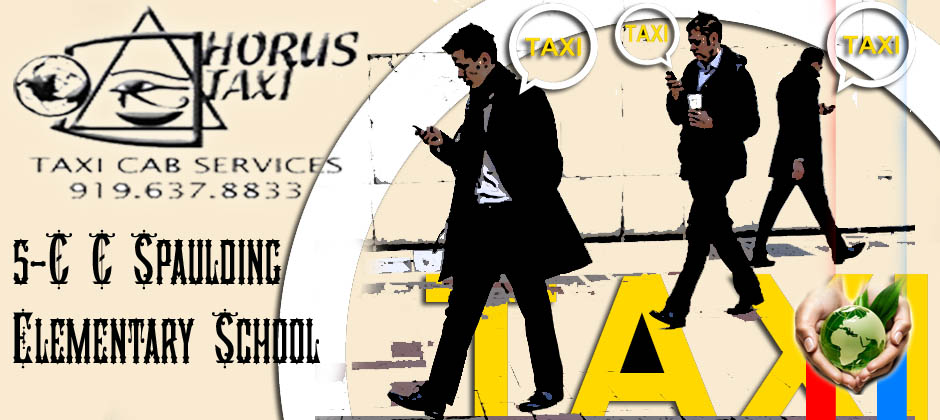 HORUS
TAXI
TAXI CAB SERVICES
919.637.8833
5-C C Spaulding
Elementary School
TAXI
TAXI
TAXI
TAXI